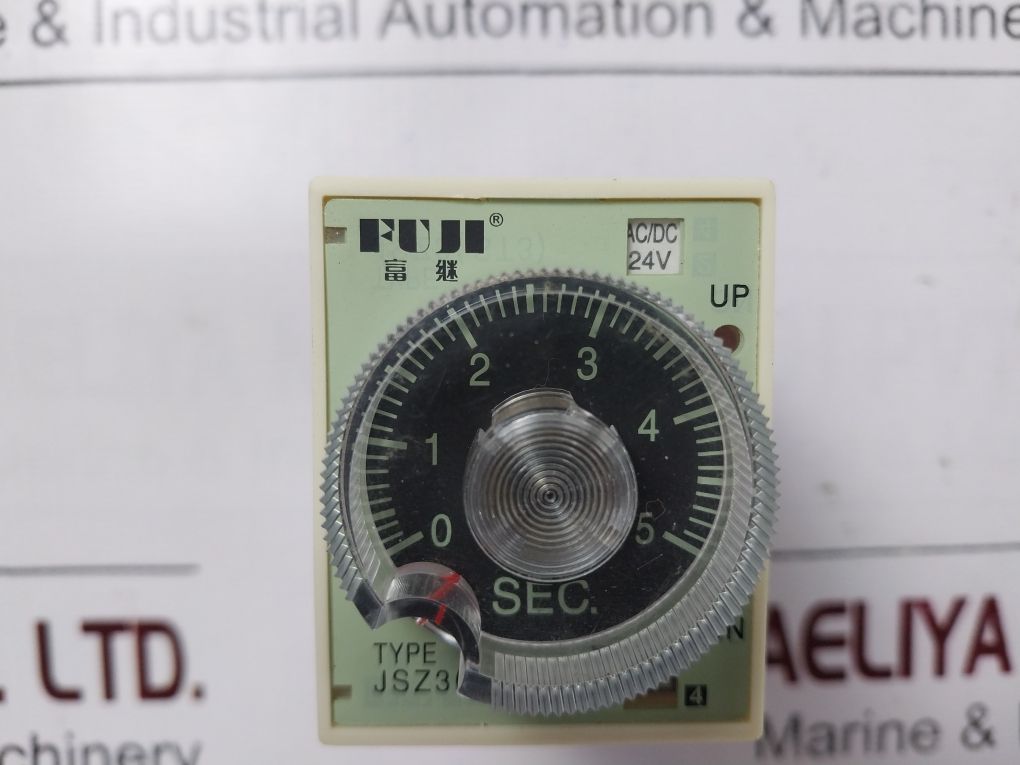 & Industrial Automation & Machine
FUJI®
富继
AC/DC
24V
UP
2
3
1
4
0
5
SEC.
TYPE
JSZ3
4
LTD.
AELIYA
Marine &
chinery